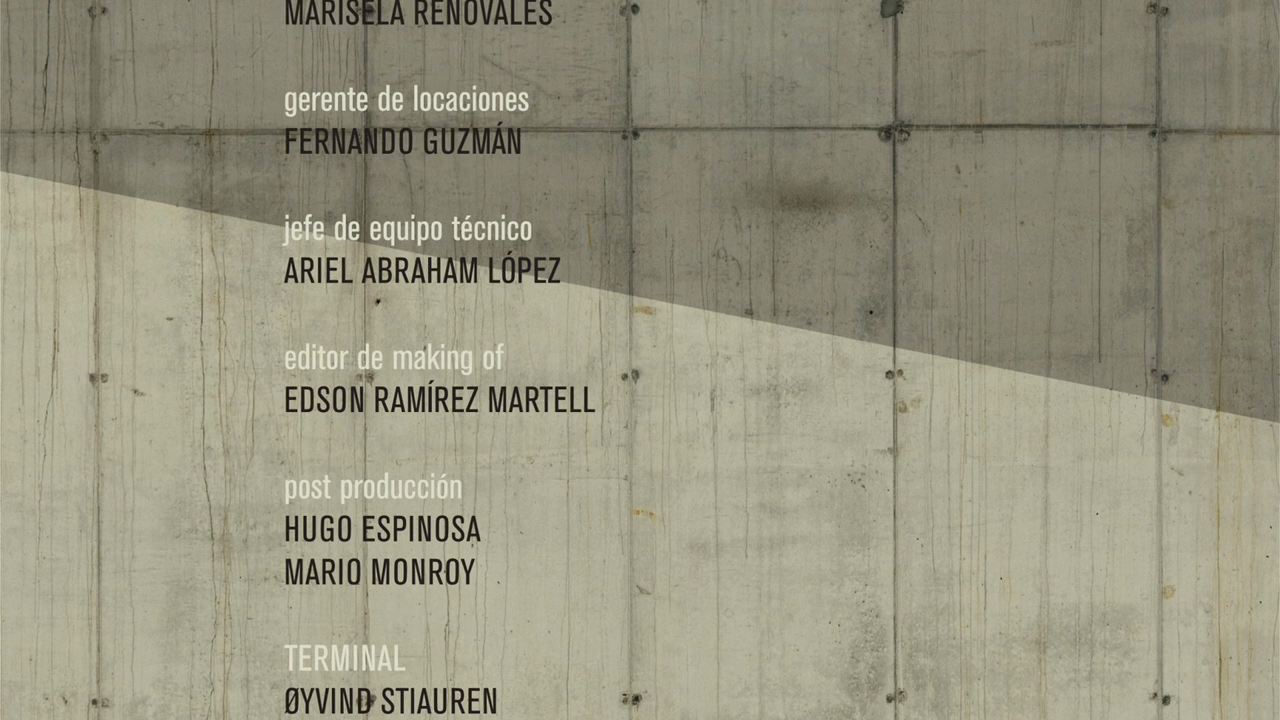 MARISELA RENOVALES
gerente de locaciones
FERNANDO GUZMÁN
jefe de equipo técnico
ARIEL ABRAHAM LÓPEZ
editor de making of
EDSON RAMÍREZ MARTELL
post producción
HUGO ESPINOSA
MARIO MONROY
TERMINAL
ØYVIND STIAUREN